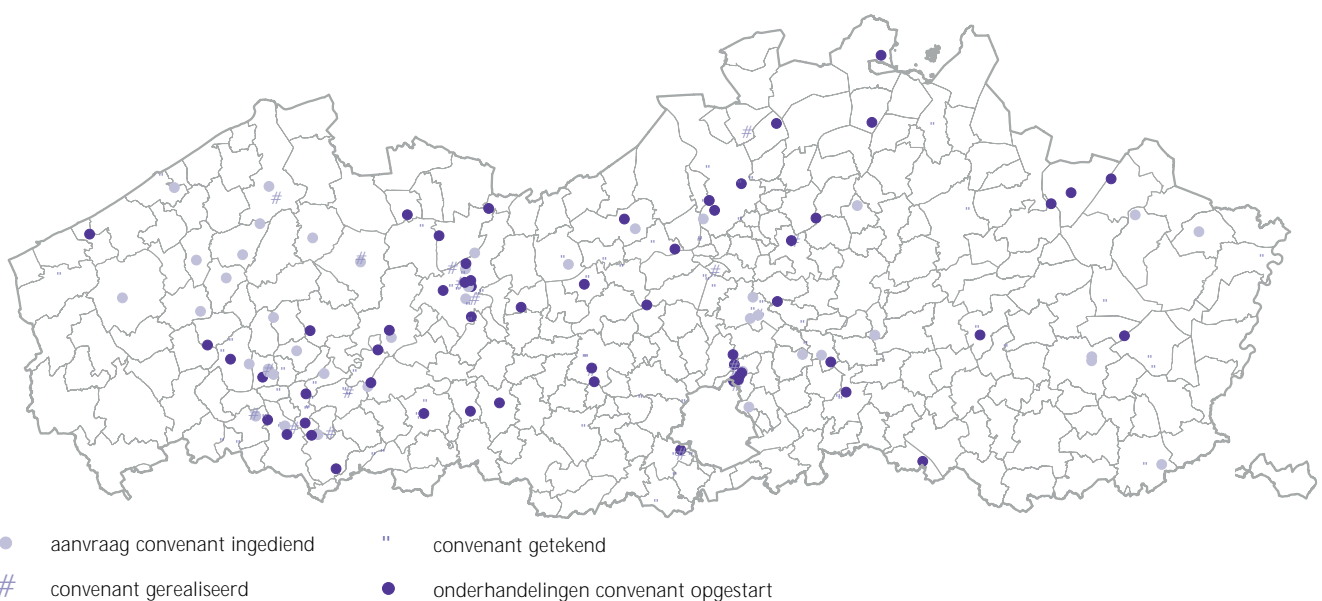 aanvraag convenant ingediend
" convenant getekend
# convenant gerealiseerd
onderhandelingen convenant opgestart